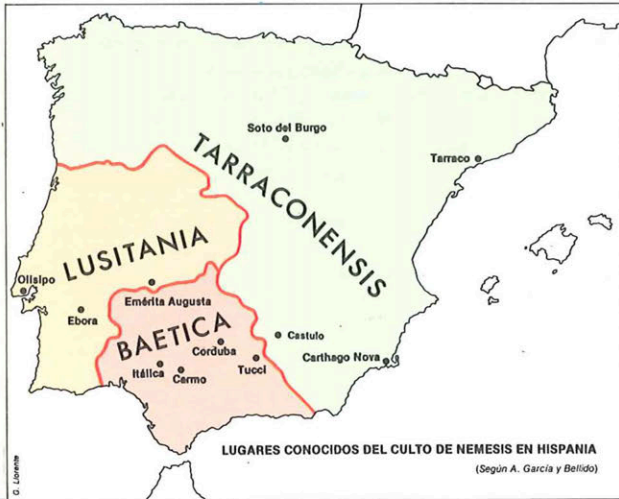 Soto del Burgo
Tarraco
TARRACONENSIS
LUSITANIA
Olisipo
Emérita Augusta
Ebora
BAETICA
Castulo
Corduba
Carthago Nova
Itálica
Carmo
Tucci
LUGARES CONOCIDOS DEL CULTO DE NEMESIS EN HISPANIA
(Según A. García y Bellido)
G. Llorente